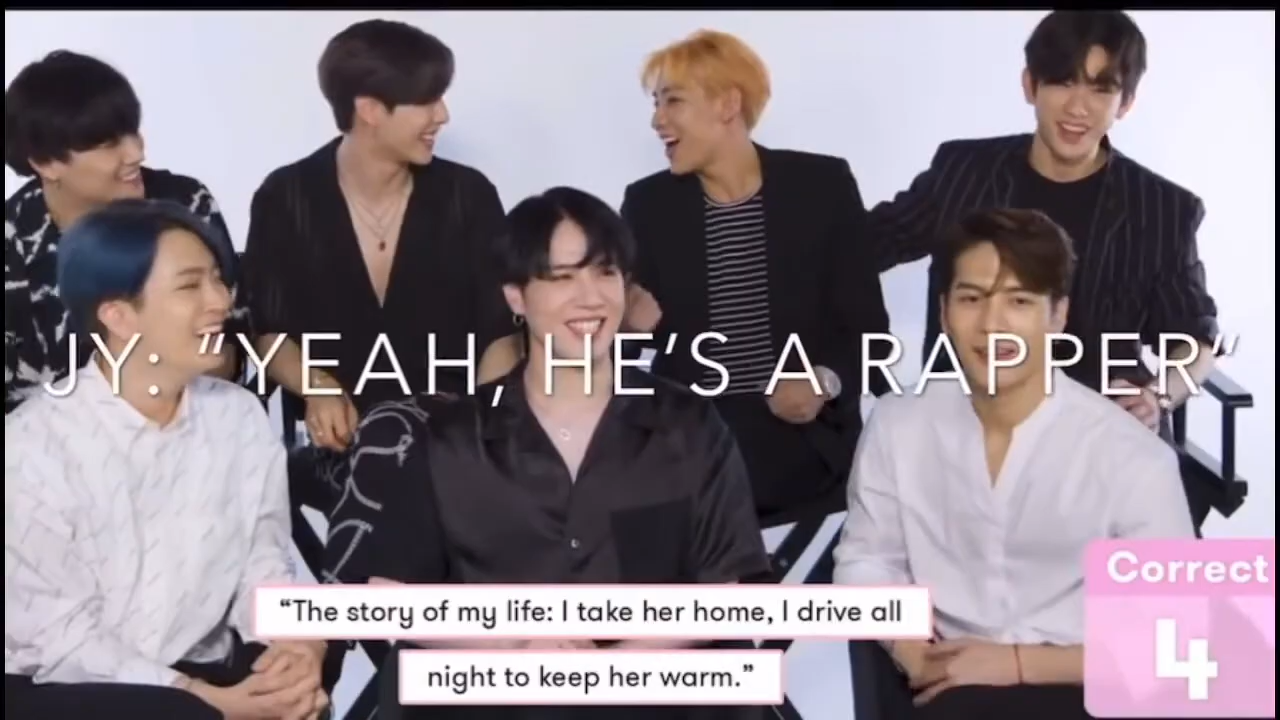 JY: “YEAH, HE’S A RAPPER”
Correct
4
“The story of my life: I take her home, I drive all
night to keep her warm.”